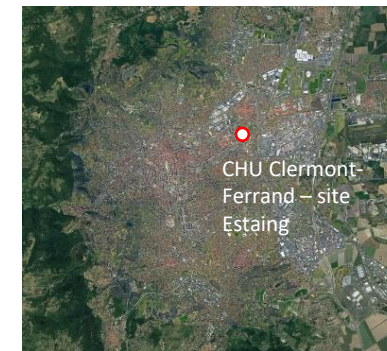 CHU Clermont-
Ferrand – site
Estaing